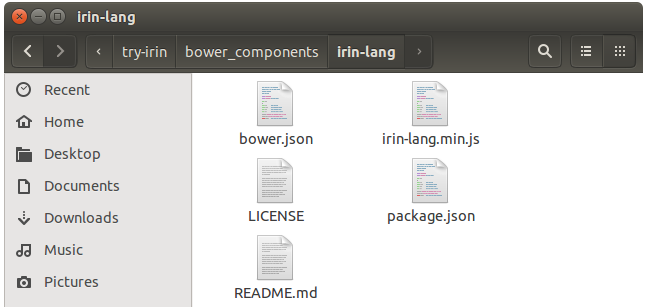 irin-lang
try-irin bower_components irin-lang
Recent
Home
Desktop
Documents
Downloads
Music
Pictures
bower.json irin-lang.min.js
LICENSE package.json
README.md